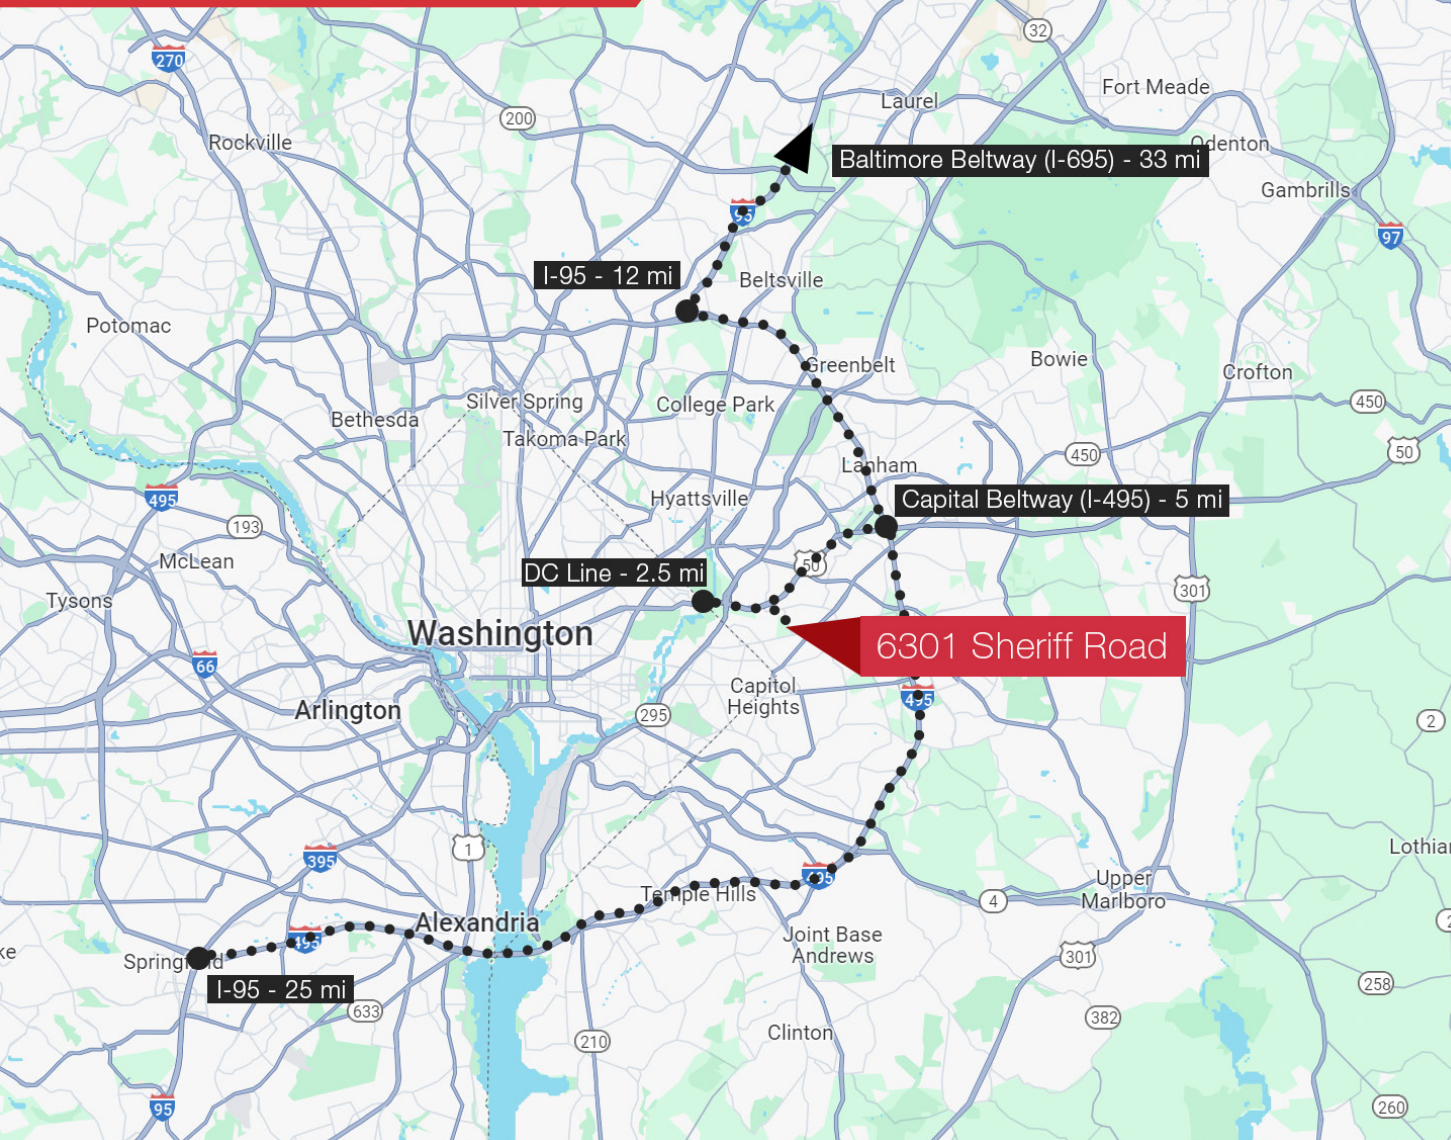 32
270
Fort Meade
Laurel
200
Rockville
Odenton
Baltimore Beltway (I-695) - 33 mi
Gambrills
95
97
I-95 - 12 mi
Beltsville
Potomac
Greenbelt
Bowie
Crofton
Silver Spring
College Park
450
Bethesda
Takoma Park
450
50
Lanham
495
Hyattsville
Capital Beltway (I-495) - 5 mi
193
McLean
50
DC Line - 2.5 mi
301
Tysons
Washington
6301 Sheriff Road
66
Capitol
Heights
495
Arlington
295
2
1
395
Lothian
495
Temple Hills
Upper
Marlboro
4
Alexandria
495
Joint Base
Andrews
301
Springfield
I-95 - 25 mi
258
633
382
Clinton
210
95
260